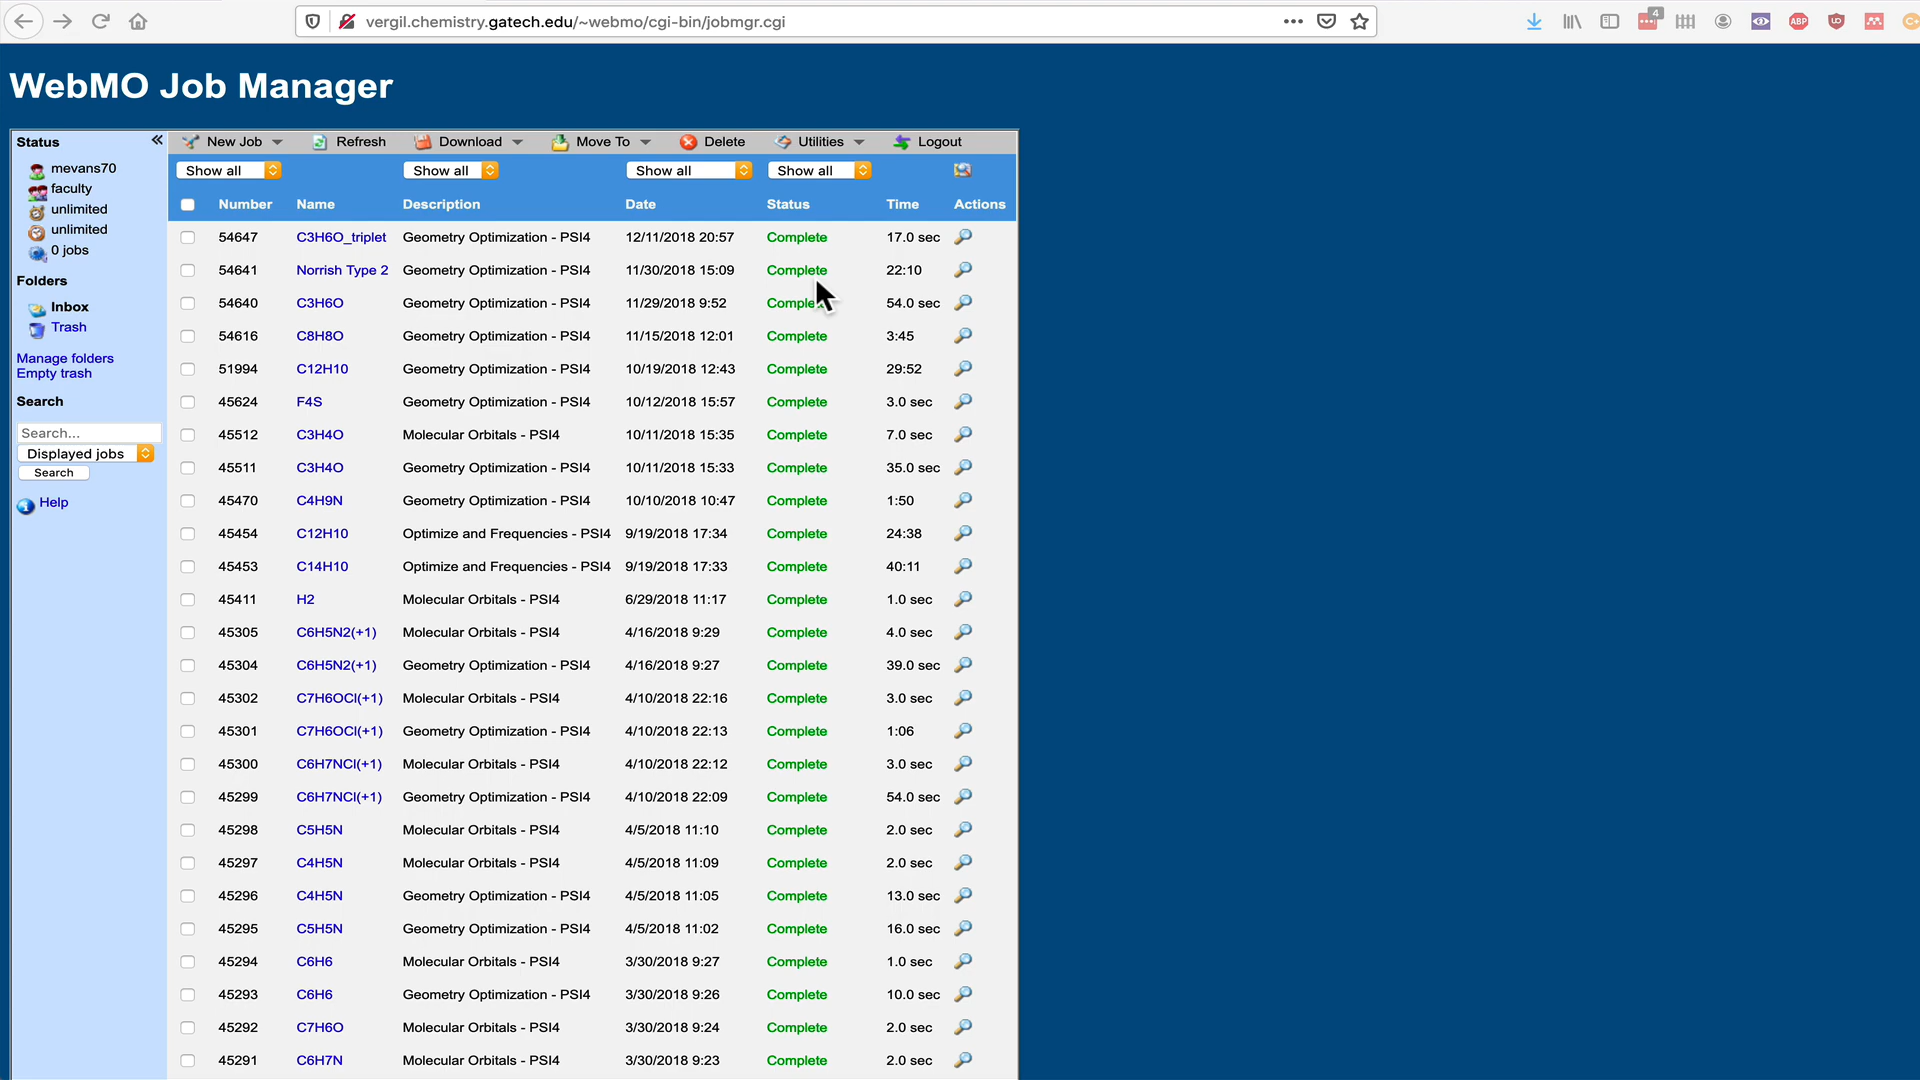 vergil.chemistry.gatech.edu/~webmo/cgi-bin/jobmgr.cgi
4
ABP
WebMO Job Manager
Status
mevans70
faculty
unlimited
unlimited
0 jobs
Folders
Inbox
Trash
Manage folders
Empty trash
Search
Search...
Displayed jobs
Search
Help
New Job Refresh Download Move To Delete Utilities Logout
Show all Show all Show all Show all
Number Name Description Date Status Time Actions
54647 C3H6O_triplet Geometry Optimization - PSI4 12/11/2018 20:57 Complete 17.0 sec
54641 Norrish Type 2 Geometry Optimization - PSI4 11/30/2018 15:09 Complete 22:10
54640 C3H6O Geometry Optimization - PSI4 11/29/2018 9:52 Complete 54.0 sec
54616 C8H8O Geometry Optimization - PSI4 11/15/2018 12:01 Complete 3:45
51994 C12H10 Geometry Optimization - PSI4 10/19/2018 12:43 Complete 29:52
45624 F4S Geometry Optimization - PSI4 10/12/2018 15:57 Complete 3.0 sec
45512 C3H4O Molecular Orbitals - PSI4 10/11/2018 15:35 Complete 7.0 sec
45511 C3H4O Geometry Optimization - PSI4 10/11/2018 15:33 Complete 35.0 sec
45470 C4H9N Geometry Optimization - PSI4 10/10/2018 10:47 Complete 1:50
45454 C12H10 Optimize and Frequencies - PSI4 9/19/2018 17:34 Complete 24:38
45453 C14H10 Optimize and Frequencies - PSI4 9/19/2018 17:33 Complete 40:11
45411 H2 Molecular Orbitals - PSI4 6/29/2018 11:17 Complete 1.0 sec
45305 C6H5N2(+1) Molecular Orbitals - PSI4 4/16/2018 9:29 Complete 4.0 sec
45304 C6H5N2(+1) Geometry Optimization - PSI4 4/16/2018 9:27 Complete 39.0 sec
45302 C7H6OCl(+1) Molecular Orbitals - PSI4 4/10/2018 22:16 Complete 3.0 sec
45301 C7H6OCl(+1) Geometry Optimization - PSI4 4/10/2018 22:13 Complete 1:06
45300 C6H7NCl(+1) Molecular Orbitals - PSI4 4/10/2018 22:12 Complete 3.0 sec
45299 C6H7NCl(+1) Geometry Optimization - PSI4 4/10/2018 22:09 Complete 54.0 sec
45298 C5H5N Molecular Orbitals - PSI4 4/5/2018 11:10 Complete 2.0 sec
45297 C4H5N Molecular Orbitals - PSI4 4/5/2018 11:09 Complete 2.0 sec
45296 C4H5N Geometry Optimization - PSI4 4/5/2018 11:05 Complete 13.0 sec
45295 C5H5N Geometry Optimization - PSI4 4/5/2018 11:02 Complete 16.0 sec
45294 C6H6 Molecular Orbitals - PSI4 3/30/2018 9:27 Complete 1.0 sec
45293 C6H6 Geometry Optimization - PSI4 3/30/2018 9:26 Complete 10.0 sec
45292 C7H6O Molecular Orbitals - PSI4 3/30/2018 9:24 Complete 2.0 sec
45291 C6H7N Molecular Orbitals - PSI4 3/30/2018 9:23 Complete 2.0 sec